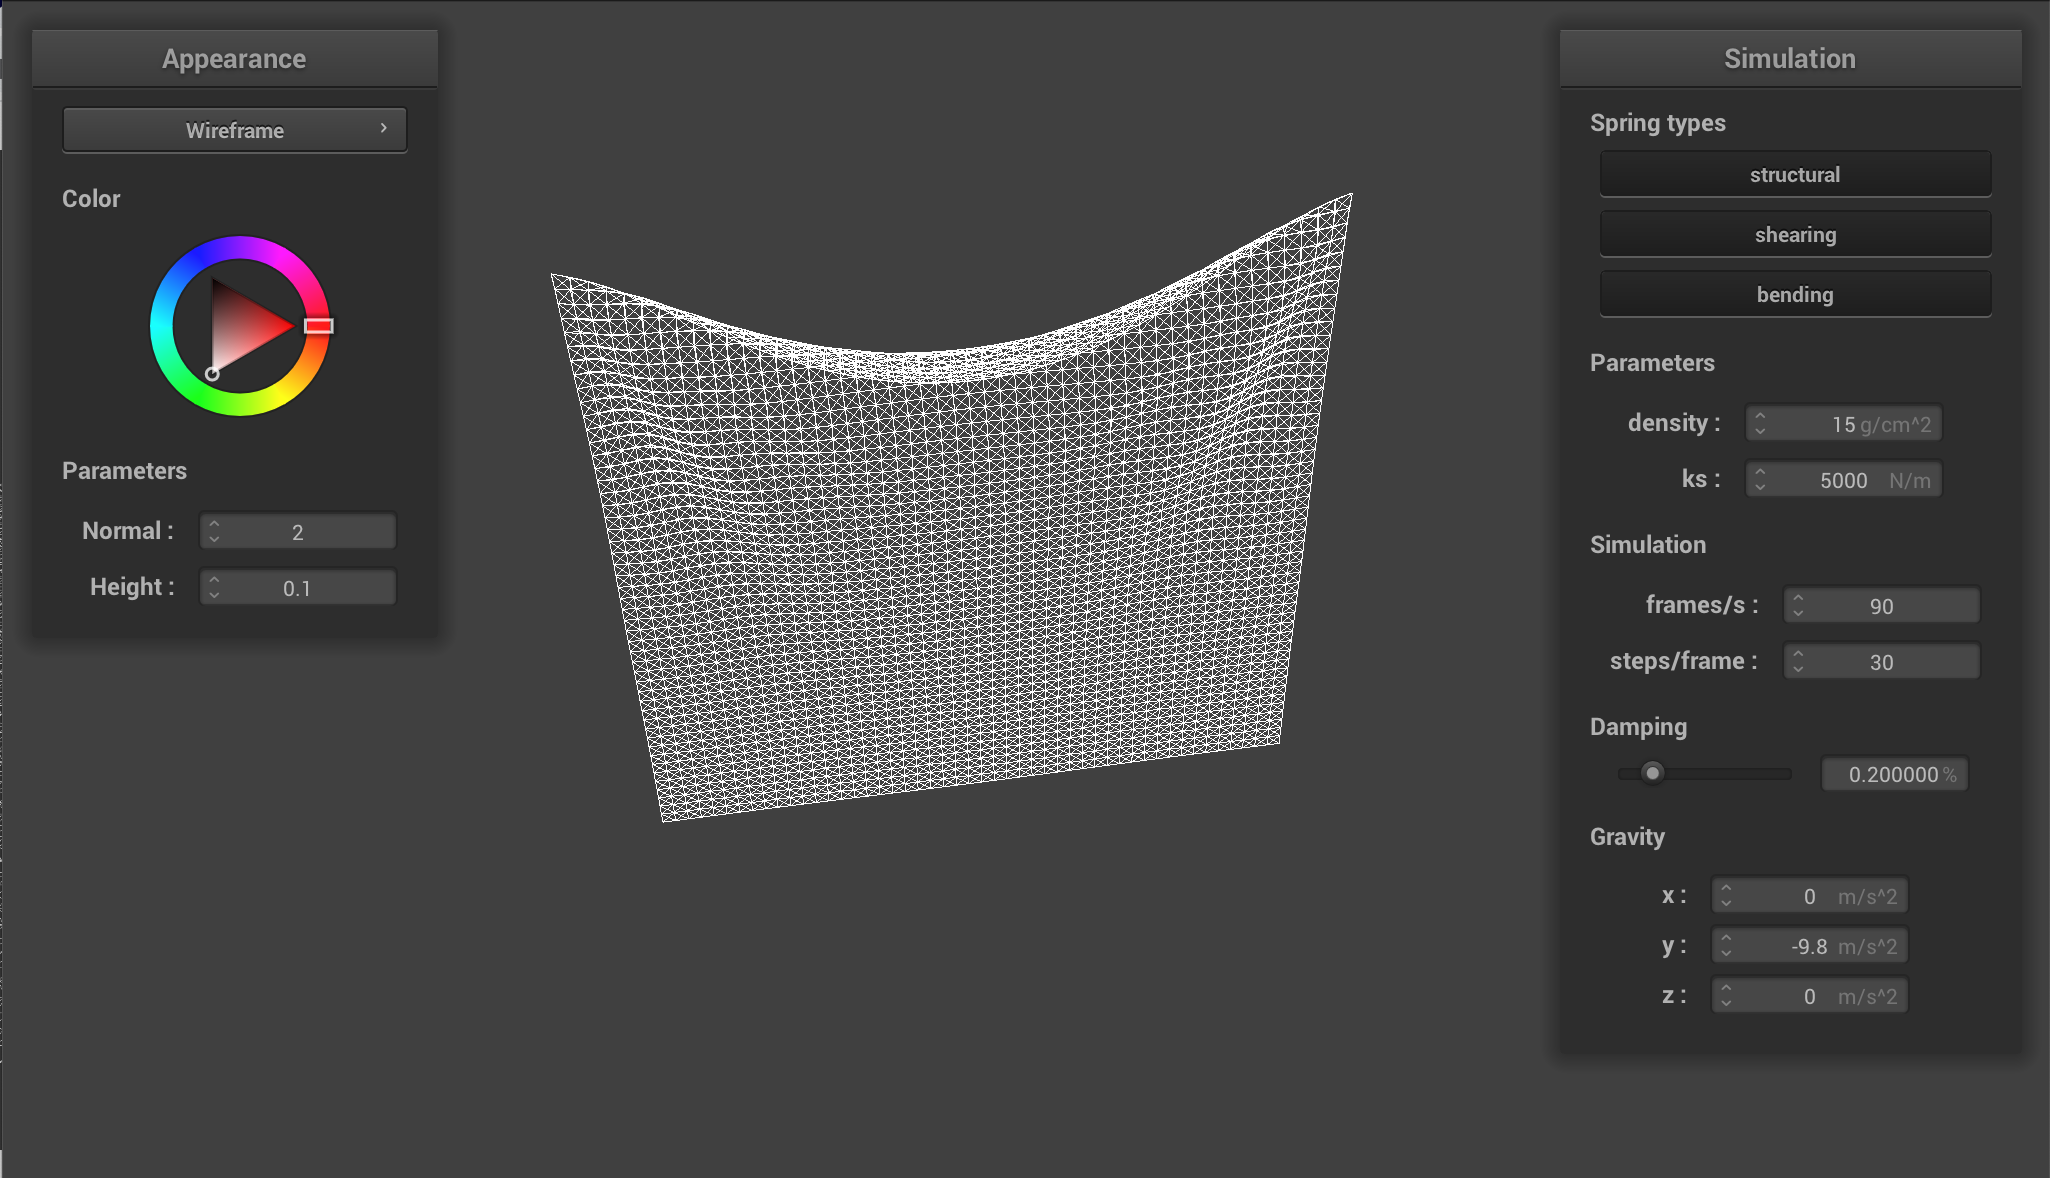 Appearance
Wireframe
Color
Parameters
Normal : 2
Height : 0.1
Simulation
Spring types
structural
shearing
bending
Parameters
density : 15 g/cm^2
ks : 5000 N/m
Simulation
frames/s : 90
steps/frame : 30
Damping
0.200000 %
Gravity
x : 0 m/s^2
y : -9.8 m/s^2
z : 0 m/s^2